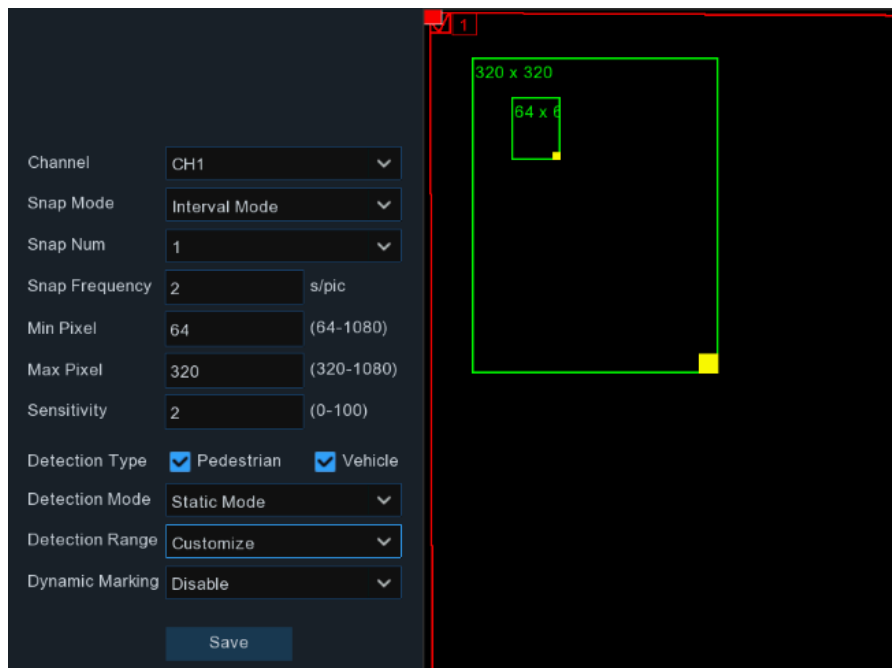 1
320 x 320
64 x 6
Channel CH1
Snap Mode Interval Mode
Snap Num 1
Snap Frequency 2 s/pic
Min Pixel 64 (64-1080)
Max Pixel 320 (320-1080)
Sensitivity 2 (0-100)
Detection Type Pedestrian Vehicle
Detection Mode Static Mode
Detection Range Customize
Dynamic Marking Disable
Save